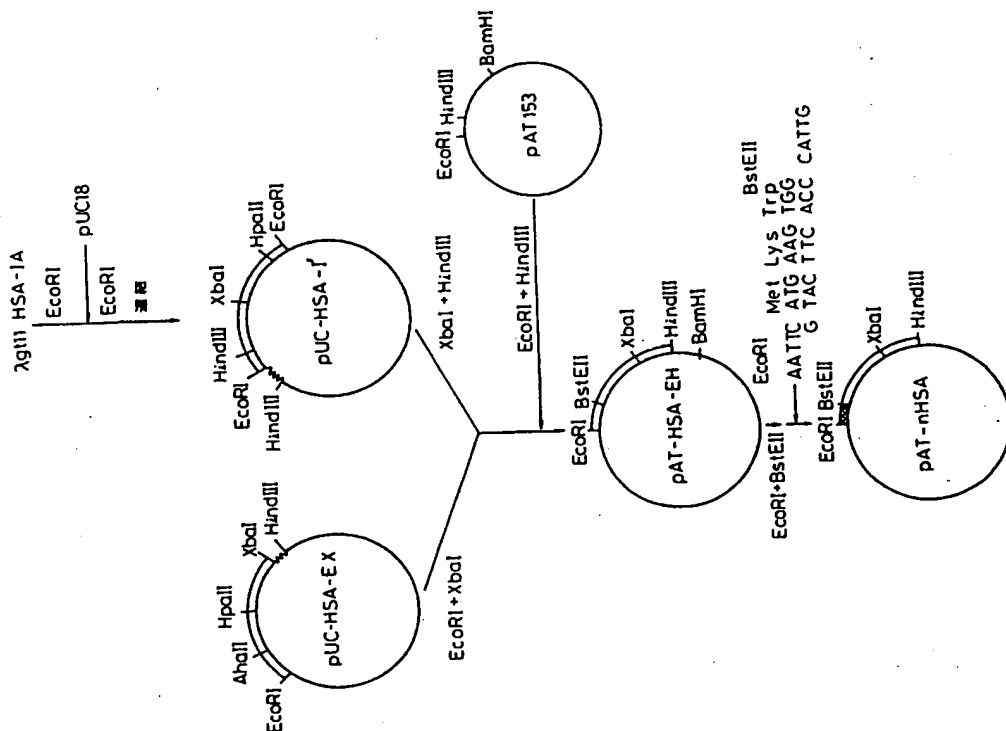 λgt11 HSA-IA
EcoRI
pUC18
EcoRI
連結
HindIII
XbaI
HpaII
EcoRI
EcoRI
HindIII
pUC-HSA-I'
XbaI + HindIII
EcoRI
AhaII
HpaII
XbaI
HindIII
pUC-HSA-EX
EcoRI + XbaI
EcoRI HindIII
BamHI
pAT153
EcoRI + HindIII
EcoRI
BstEII
XbaI
HindIII
BamHI
pAT-HSA-EH
EcoRI+BstEII
EcoRI
Met Lys Trp
BstEII
AATTC ATG AAG TGG
G TAC TTC ACC CATTG
EcoRI BstEII
XbaI
HindIII
pAT-nHSA